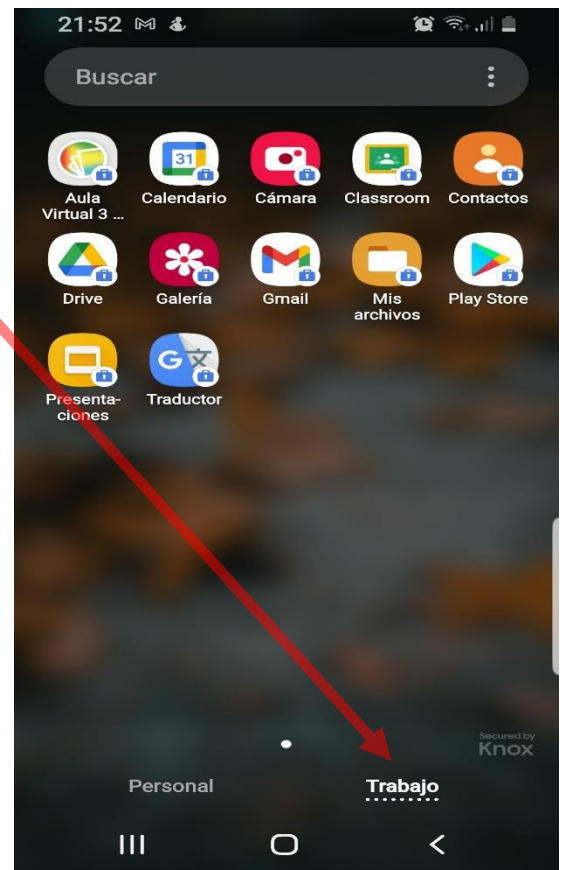 21:52
Buscar
31
Aula
Virtual 3 ...
Calendario
Cámara
Classroom
Contactos
Drive
Galería
Gmail
Mis
archivos
Play Store
G
Presenta-
ciones
Traductor
Secured by
Knox
Personal
Trabajo